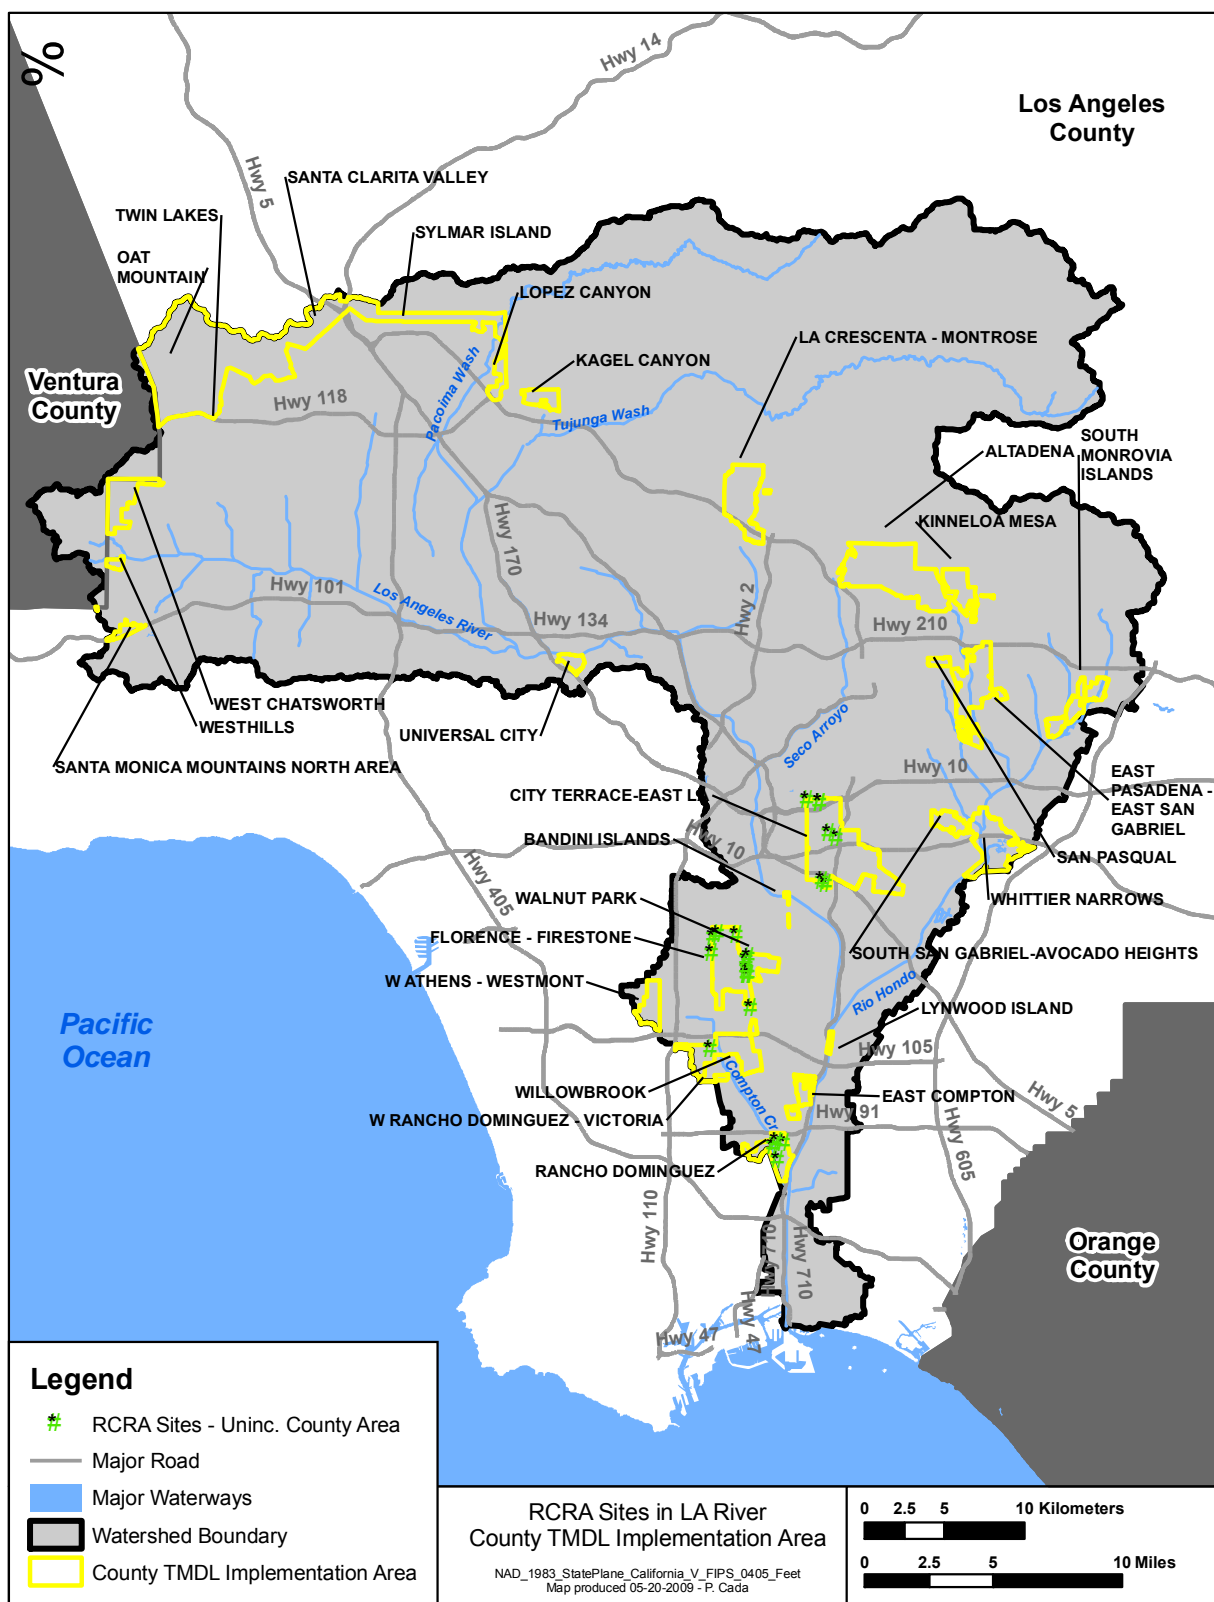 %
Hwy 14
Los Angeles
County
Hwy 5
SANTA CLARITA VALLEY
TWIN LAKES
SYLMAR ISLAND
OAT
MOUNTAIN
LOPEZ CANYON
LA CRESCENTA - MONTROSE
KAGEL CANYON
Ventura
County
Pacoima Wash
Hwy 118
Tujunga Wash
ALTADENA
SOUTH
MONROVIA
ISLANDS
KINNELOA MESA
Hwy 170
Hwy 101
Los Angeles River
Hwy 134
Hwy 2
Hwy 210
WEST CHATSWORTH
WESTHILLS
UNIVERSAL CITY
Seco Arroyo
SANTA MONICA MOUNTAINS NORTH AREA
Hwy 10
EAST
PASADENA -
EAST SAN
GABRIEL
CITY TERRACE-EAST L
BANDINI ISLANDS
Hwy 10
SAN PASQUAL
Hwy 405
WALNUT PARK
WHITTIER NARROWS
FLORENCE - FIRESTONE
SOUTH SAN GABRIEL-AVOCADO HEIGHTS
W ATHENS - WESTMONT
Rio Hondo
LYNWOOD ISLAND
Pacific
Ocean
Hwy 105
Compton Cr
WILLOWBROOK
EAST COMPTON
Hwy 5
W RANCHO DOMINGUEZ - VICTORIA
Hwy 91
Hwy 605
RANCHO DOMINGUEZ
Hwy 110
Hwy 710
Hwy 710
Orange
County
Hwy 47
Hwy 47
Legend
RCRA Sites - Uninc. County Area
Major Road
Major Waterways
Watershed Boundary
County TMDL Implementation Area
RCRA Sites in LA River
County TMDL Implementation Area
NAD_1983_StatePlane_California_V_FIPS_0405_Feet
Map produced 05-20-2009 - P. Cada
0 2.5 5 10 Kilometers
0 2.5 5 10 Miles